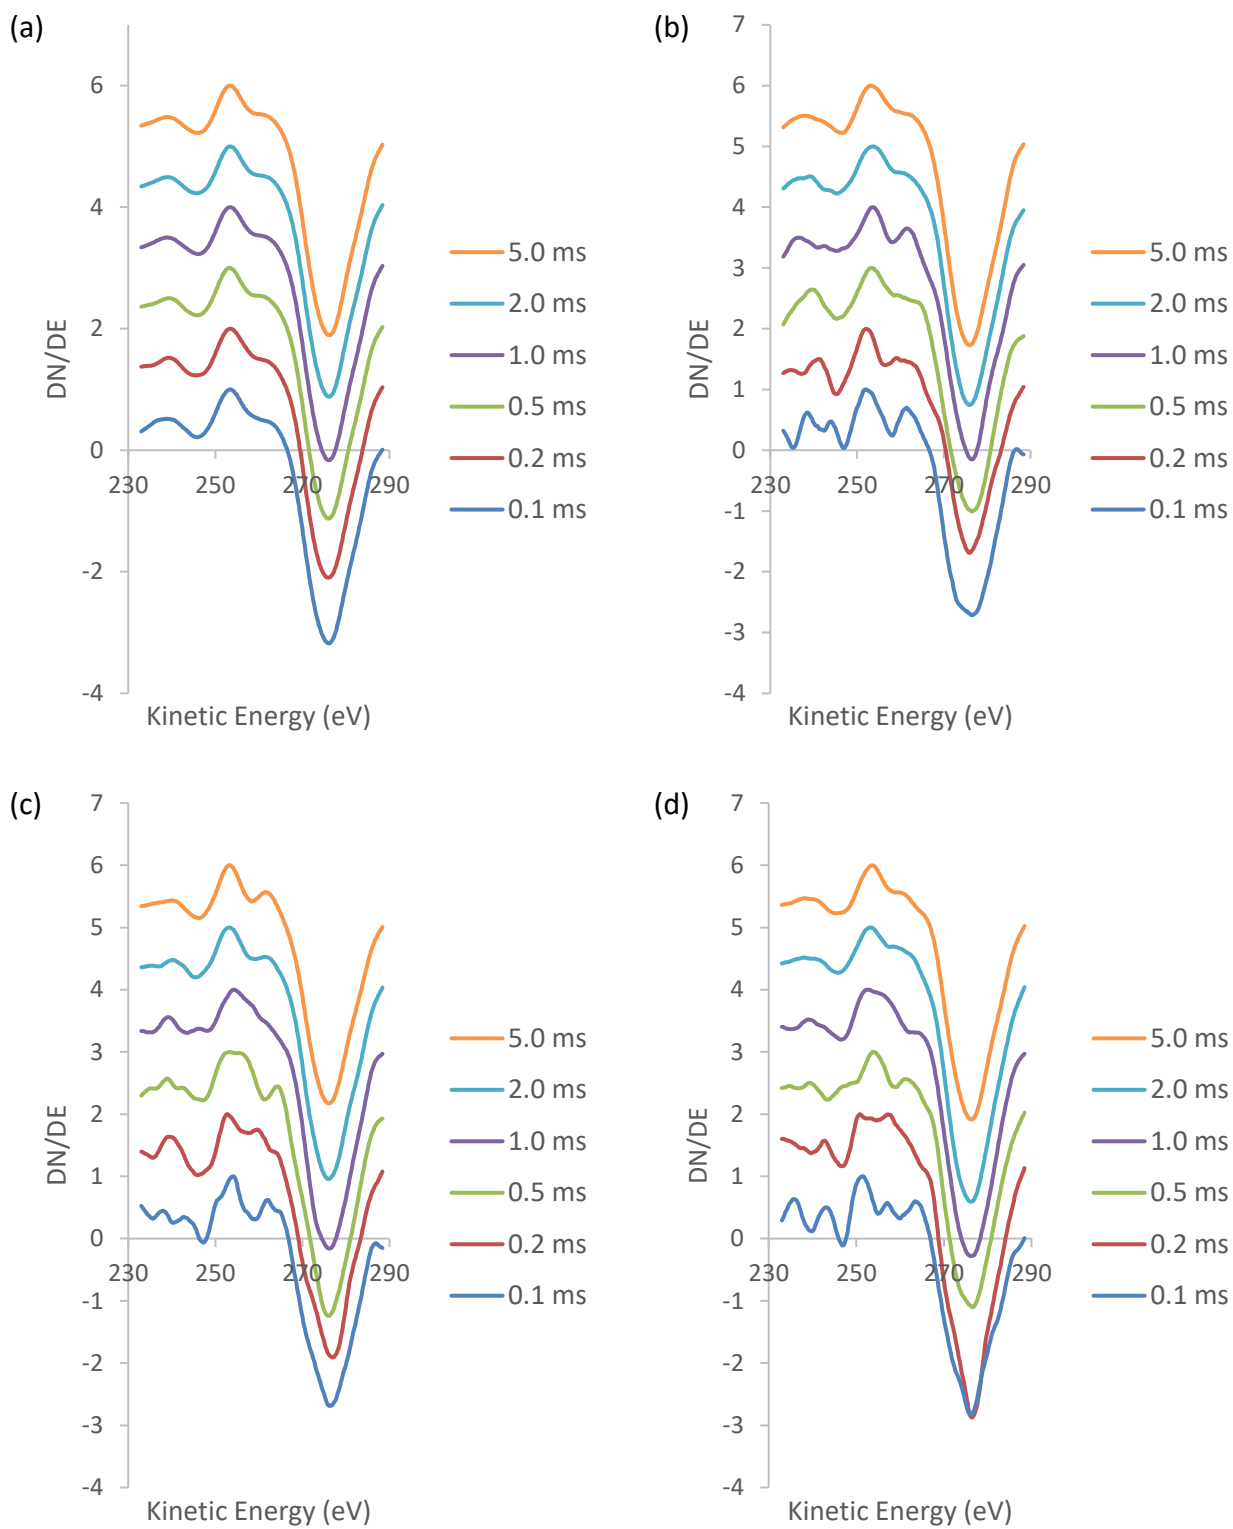 (a)
6
4
2
0
-2
-4
230
250
270
290
DN/DE
Kinetic Energy (eV)
5.0 ms
2.0 ms
1.0 ms
0.5 ms
0.2 ms
0.1 ms
(b)
7
6
5
4
3
2
1
0
-1
-2
-3
-4
230
250
270
290
DN/DE
Kinetic Energy (eV)
5.0 ms
2.0 ms
1.0 ms
0.5 ms
0.2 ms
0.1 ms
(c)
7
6
5
4
3
2
1
0
-1
-2
-3
-4
230
250
270
290
DN/DE
Kinetic Energy (eV)
5.0 ms
2.0 ms
1.0 ms
0.5 ms
0.2 ms
0.1 ms
(d)
7
6
5
4
3
2
1
0
-1
-2
-3
-4
230
250
270
290
DN/DE
Kinetic Energy (eV)
5.0 ms
2.0 ms
1.0 ms
0.5 ms
0.2 ms
0.1 ms